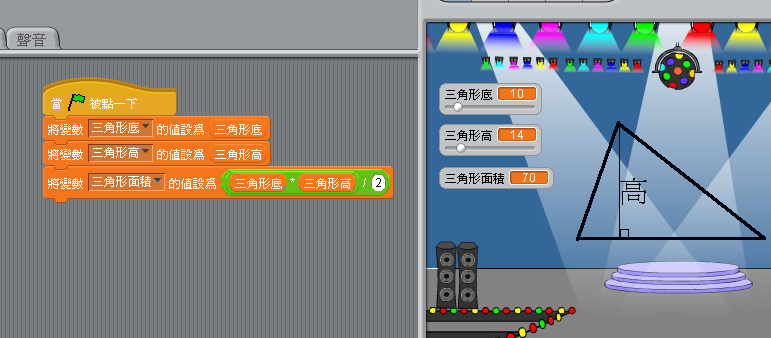 聲音
當 被點一下
將變數 三角形底 的值設為 三角形底
將變數 三角形高 的值設為 三角形高
將變數 三角形面積 的值設為 三角形底 * 三角形高 / 2
三角形底 10
三角形高 14
三角形面積 70
高